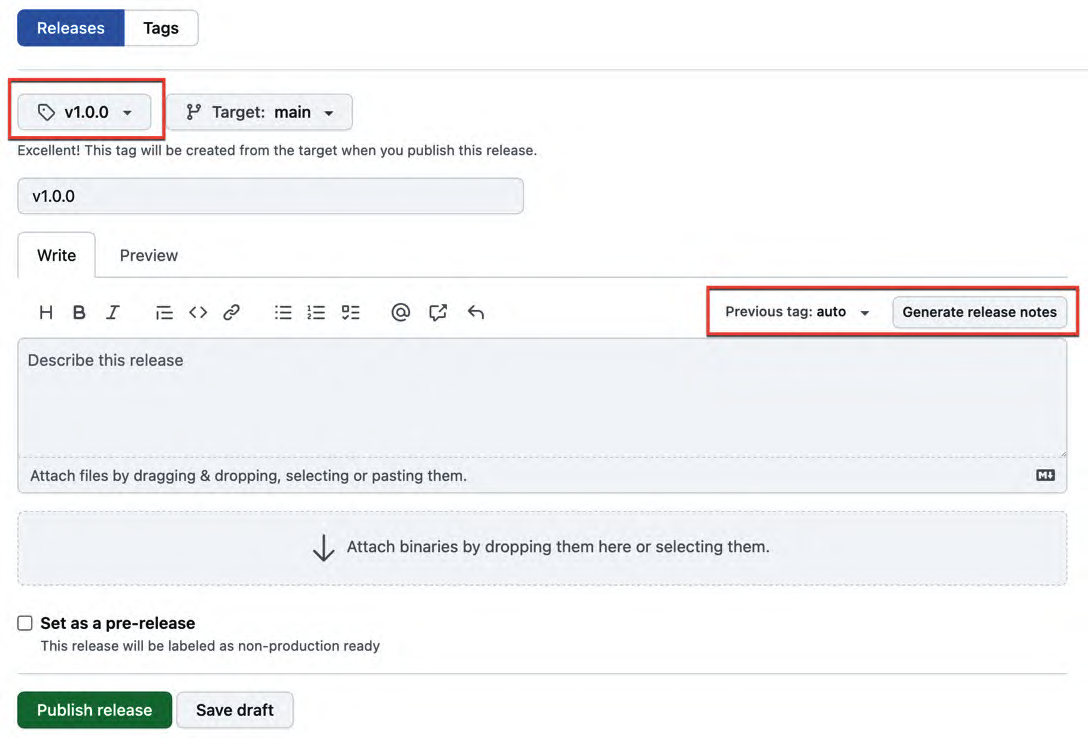 Releases Tags
v1.0.0 Target: main
Excellent! This tag will be created from the target when you publish this release.
v1.0.0
Write Preview
H B I Previous tag: auto Generate release notes
Describe this release
Attach files by dragging & dropping, selecting or pasting them.
Attach binaries by dropping them here or selecting them.
Set as a pre-release
This release will be labeled as non-production ready
Publish release Save draft